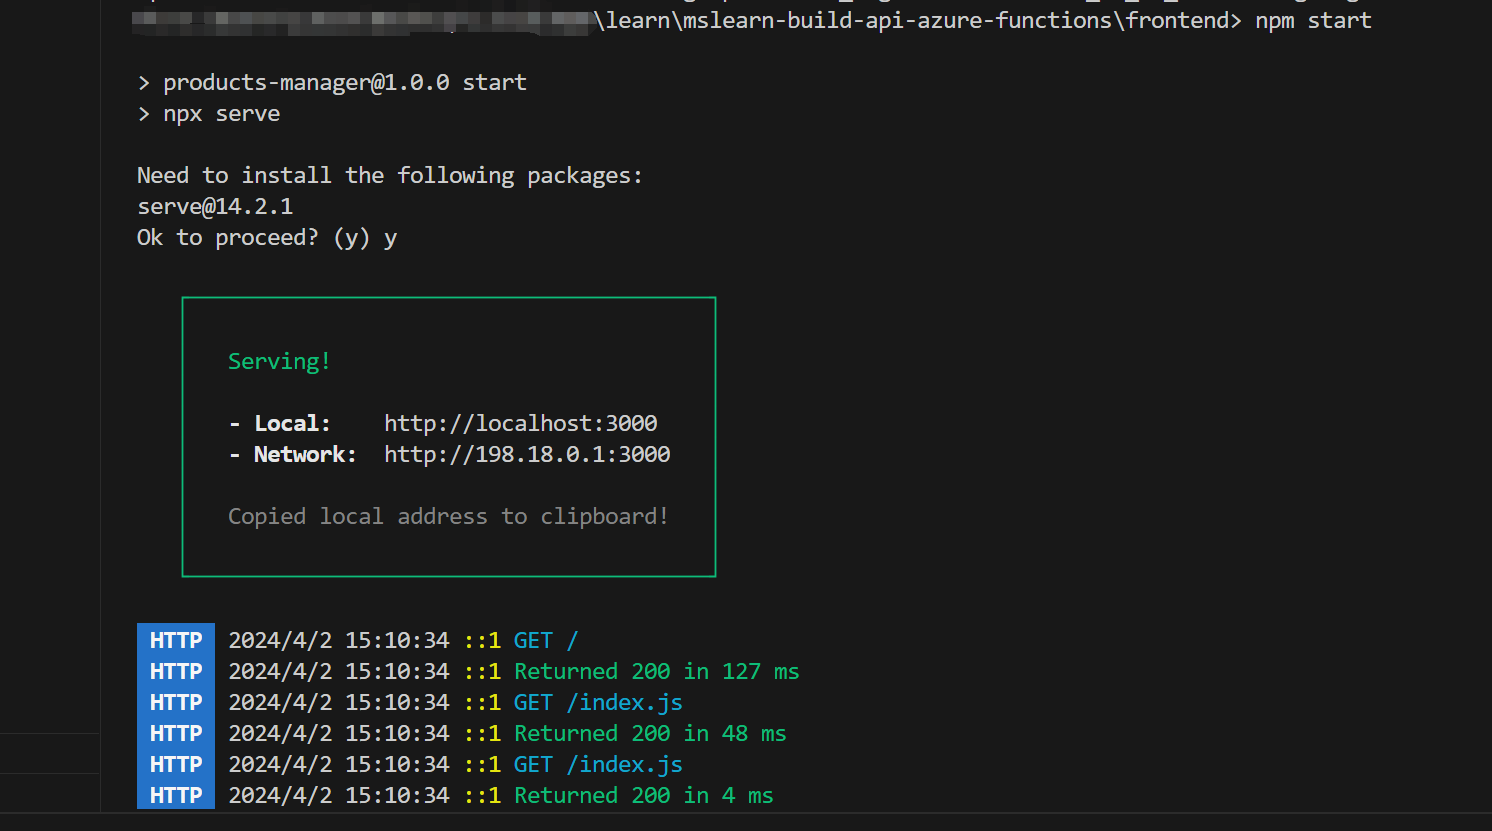 \learn\mslearn-build-api-azure-functions\frontend> npm start
> products-manager@1.0.0 start
> npx serve
Need to install the following packages:
serve@14.2.1
Ok to proceed? (y) y
Serving!
- Local: http://localhost:3000
- Network: http://198.18.0.1:3000
Copied local address to clipboard!
HTTP 2024/4/2 15:10:34 ::1 GET /
HTTP 2024/4/2 15:10:34 ::1 Returned 200 in 127 ms
HTTP 2024/4/2 15:10:34 ::1 GET /index.js
HTTP 2024/4/2 15:10:34 ::1 Returned 200 in 48 ms
HTTP 2024/4/2 15:10:34 ::1 GET /index.js
HTTP 2024/4/2 15:10:34 ::1 Returned 200 in 4 ms